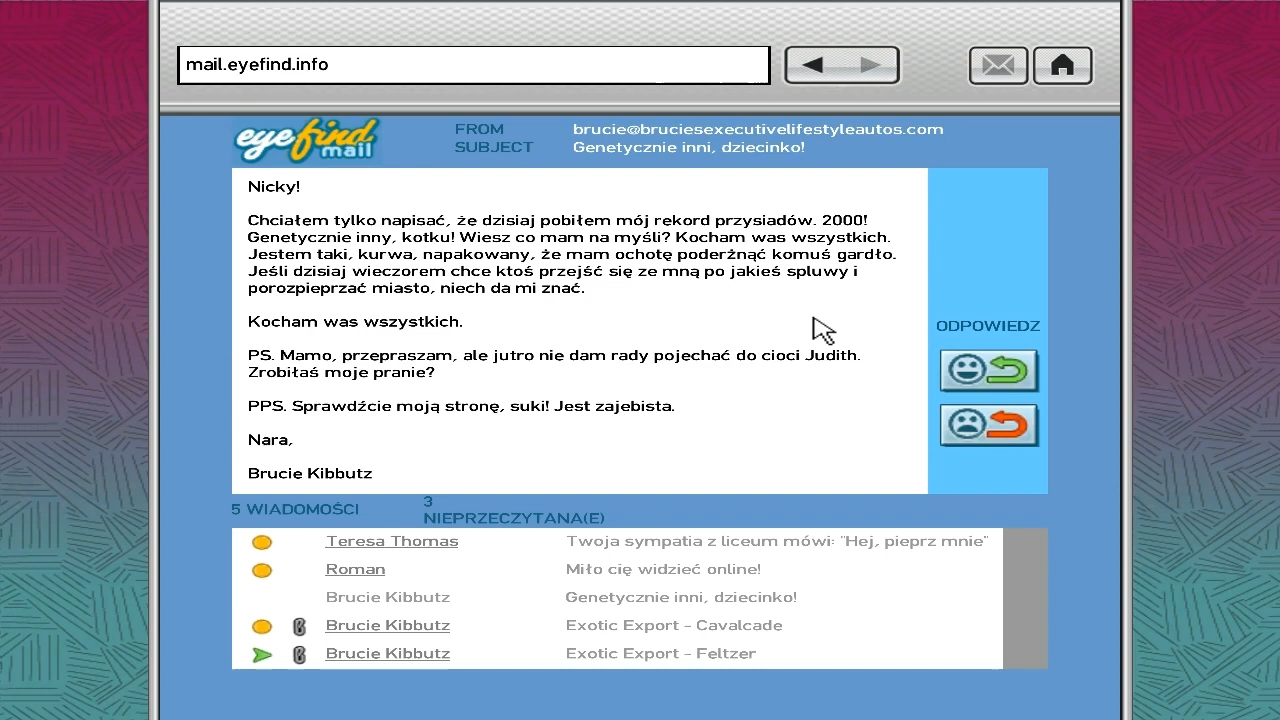 mail.eyefind.info
eyefind mail
FROM brucie@bruciesexecutivelifestyleautos.com
SUBJECT Genetycznie inni, dziecinko!
Nicky!
Chciałem tylko napisać, że dzisiaj pobiłem mój rekord przysiadów. 2000!
Genetycznie inny, kotku! Wiesz co mam na myśli? Kocham was wszystkich.
Jestem taki, kurwa, napakowany, że mam ochotę poderżnąć komuś gardło.
Jeśli dzisiaj wieczorem chce ktoś przejść się ze mną po jakieś spluwy i
porozpieprzać miasto, niech da mi znać.
Kocham was wszystkich.
PS. Mamo, przepraszam, ale jutro nie dam rady pojechać do cioci Judith.
Zrobiłaś moje pranie?
PPS. Sprawdźcie moją stronę, suki! Jest zajebista.
Nara,
Brucie Kibbutz
ODPOWIEDZ
5 WIADOMOŚCI
3
NIEPRZECZYTANA(E)
Teresa Thomas Twoja sympatia z liceum mówi: "Hej, pieprz mnie"
Roman Miło cię widzieć online!
Brucie Kibbutz Genetycznie inni, dziecinko!
Brucie Kibbutz Exotic Export - Cavalcade
Brucie Kibbutz Exotic Export - Feltzer